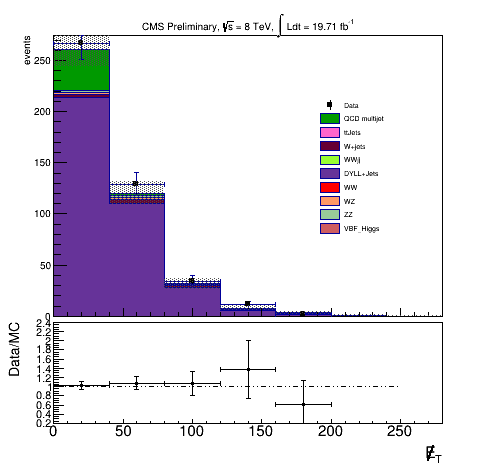 CMS Preliminary, √s = 8 TeV, ∫ Ldt = 19.71 fb⁻¹
events
250
200
150
100
50
0
Data
QCD multijet
ttJets
W+jets
WWjj
DYLL+Jets
WW
WZ
ZZ
VBF_Higgs
Data/MC
2.4
2.2
2
1.8
1.6
1.4
1.2
1
0.8
0.6
0.4
0.2
0 50 100 150 200 250
E̸_T